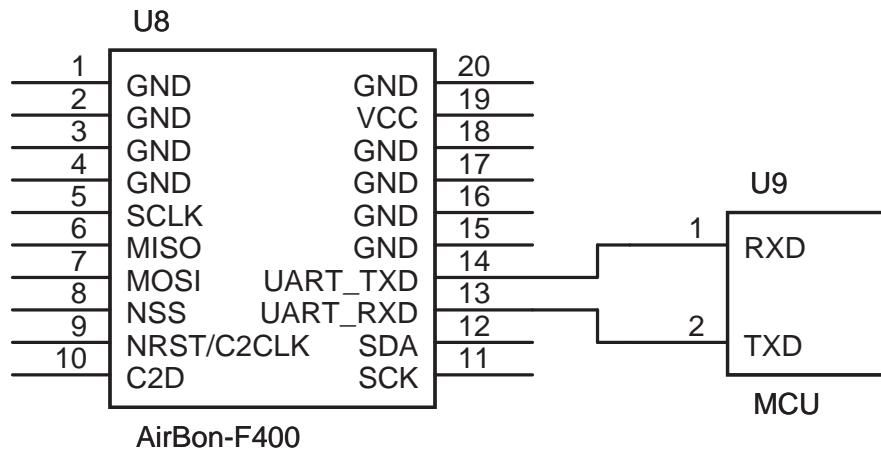 U8
1 GND GND 20
2 GND VCC 19
3 GND GND 18
4 GND GND 17
5 SCLK GND 16
6 MISO GND 15
7 MOSI UART_TXD 14
8 NSS UART_RXD 13
9 NRST/C2CLK SDA 12
10 C2D SCK 11
AirBon-F400
U9
1 RXD
2 TXD
MCU